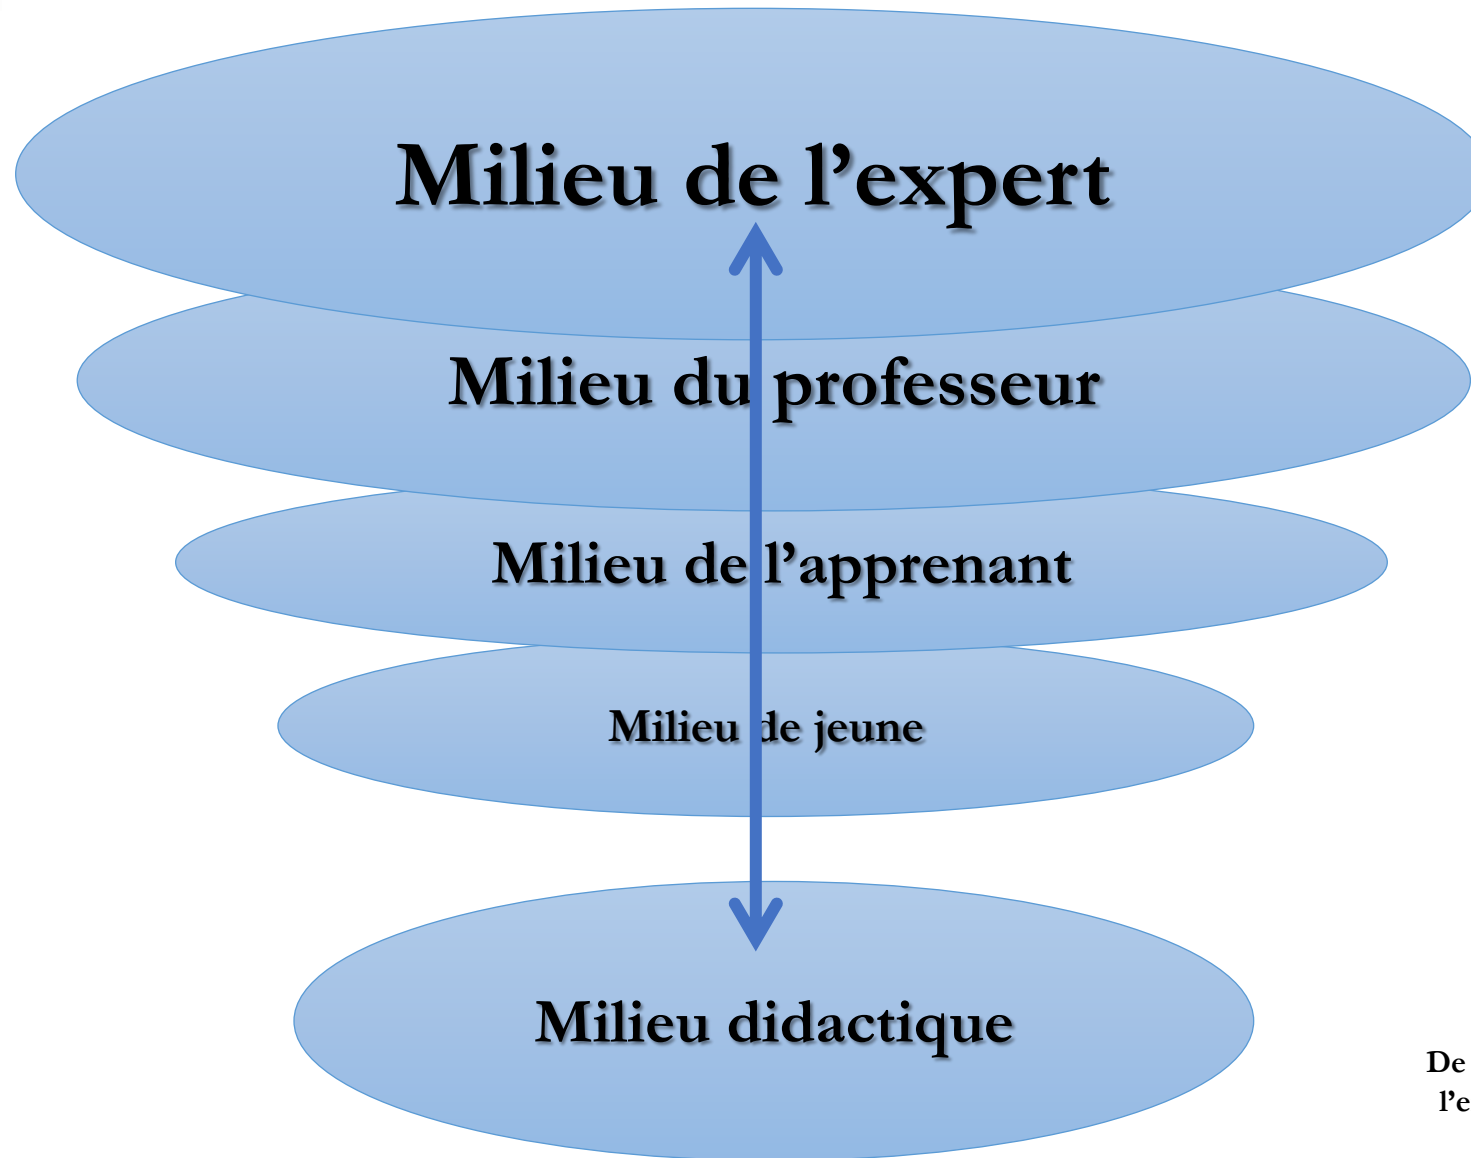 Milieu de l’expert
Milieu du professeur
Milieu de l’apprenant
Milieu de jeune
Milieu didactique
De
l’e